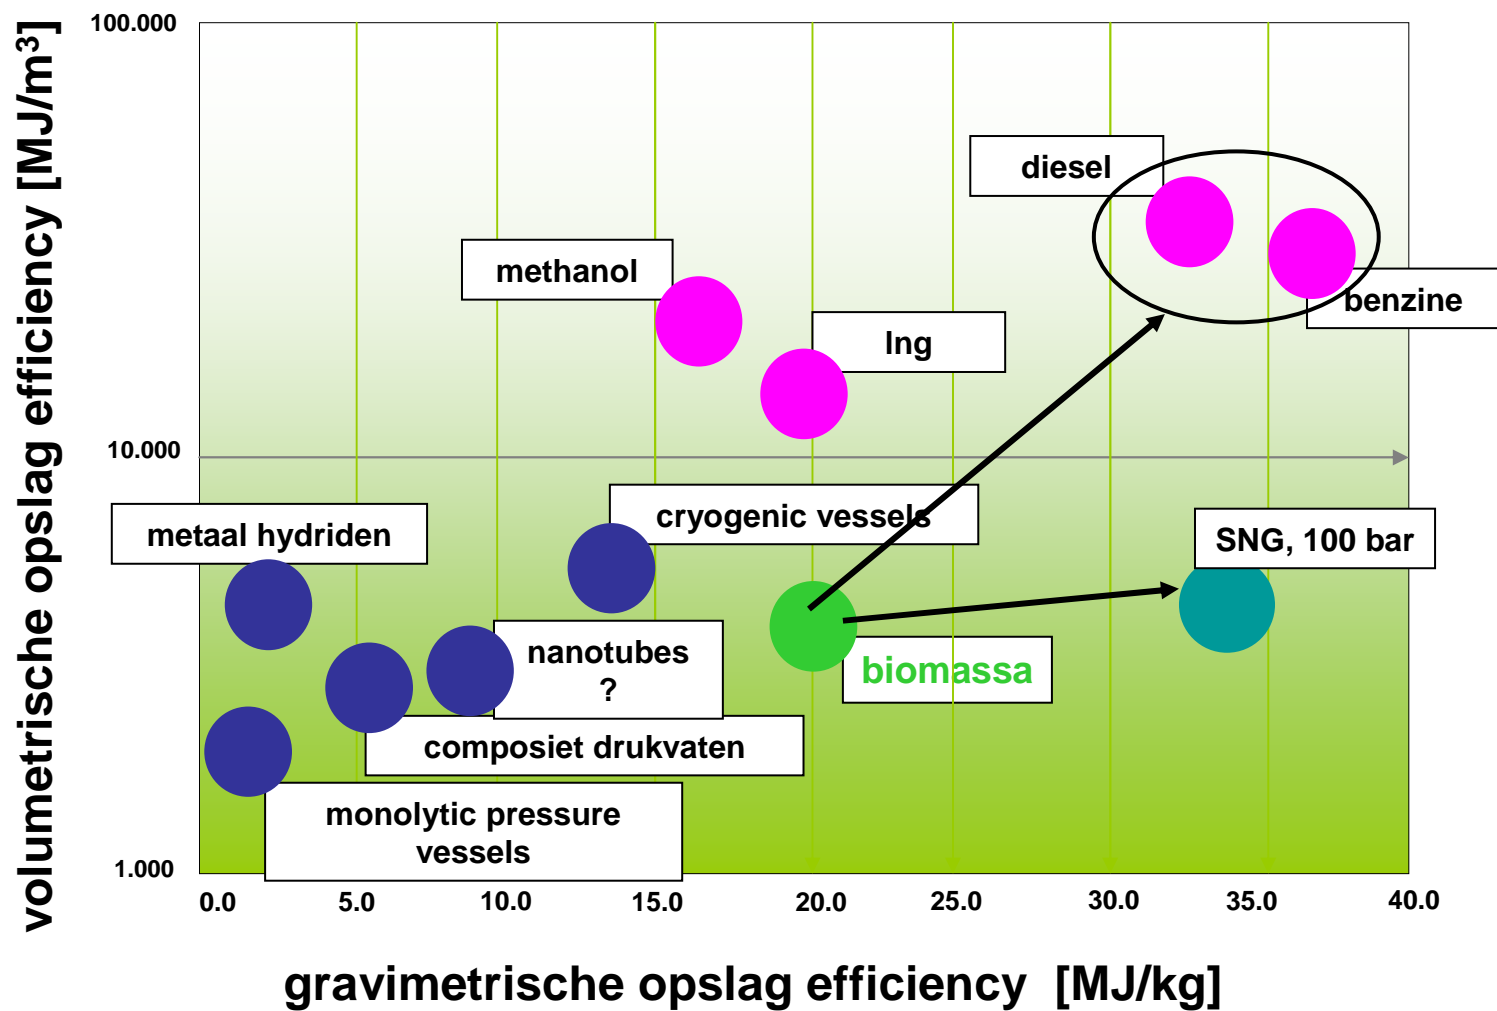 volumetrische opslag efficiency [MJ/m³]
100.000
10.000
1.000
diesel
benzine
methanol
lng
metaal hydriden
cryogenic vessels
SNG, 100 bar
nanotubes
?
biomassa
composiet drukvaten
monolytic pressure
vessels
0.0 5.0 10.0 15.0 20.0 25.0 30.0 35.0 40.0
gravimetrische opslag efficiency [MJ/kg]